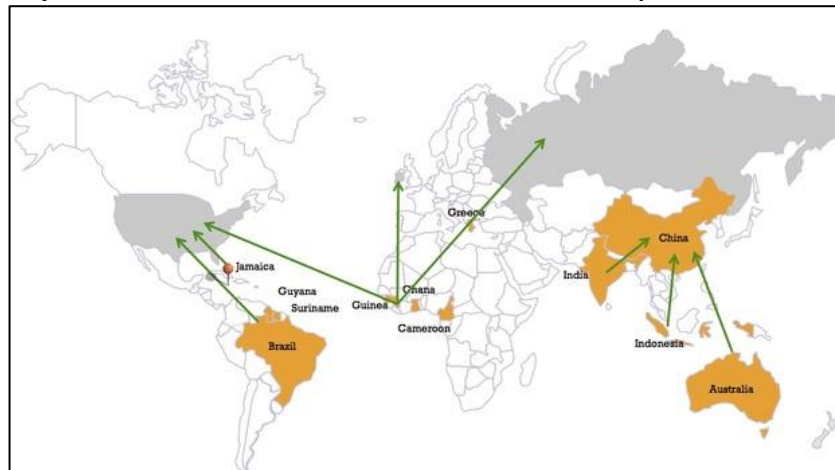 Greece
China
Jamaica
India
Guyana
Ghana
Guinea
Suriname
Cameroon
Brazil
Indonesia
Australia